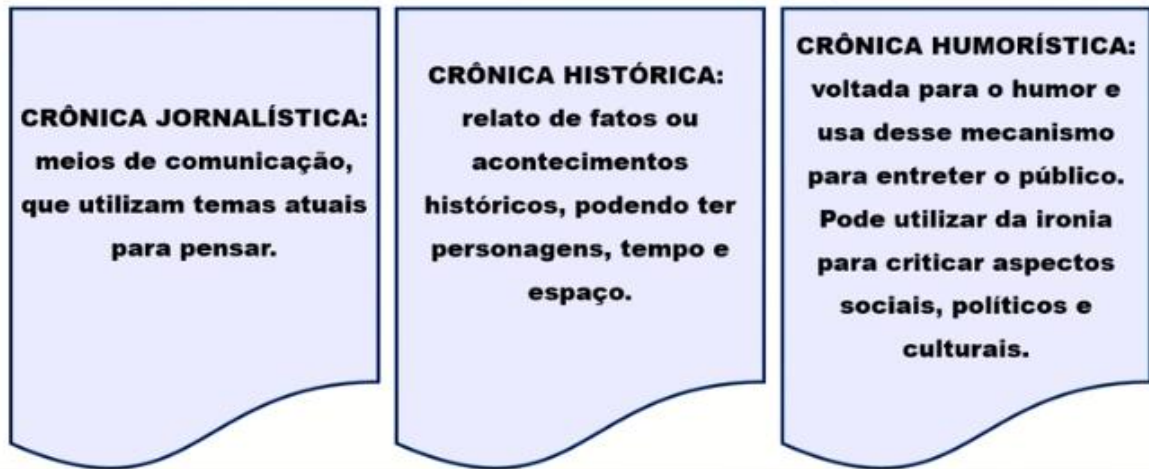 CRÔNICA JORNALÍSTICA:
meios de comunicação,
que utilizam temas atuais
para pensar.
CRÔNICA HISTÓRICA:
relato de fatos ou
acontecimentos
históricos, podendo ter
personagens, tempo e
espaço.
CRÔNICA HUMORÍSTICA:
voltada para o humor e
usa desse mecanismo
para entreter o público.
Pode utilizar da ironia
para criticar aspectos
sociais, políticos e
culturais.